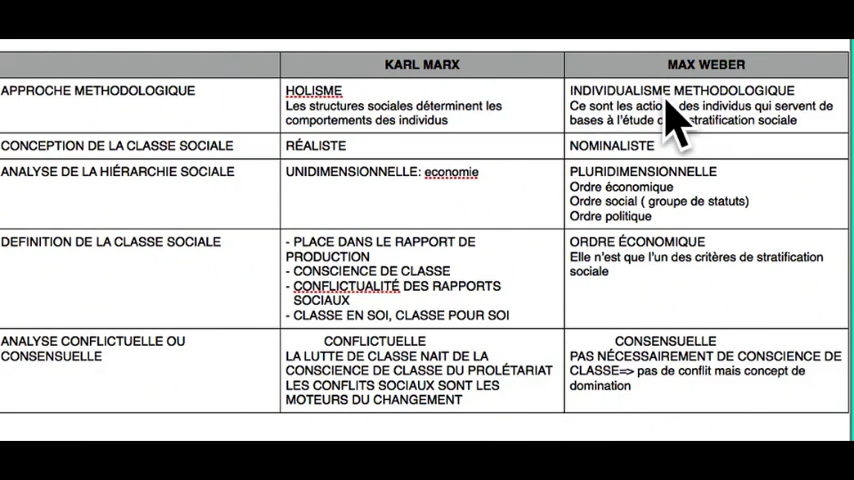 KARL MARX
MAX WEBER
APPROCHE METHODOLOGIQUE
HOLISME
Les structures sociales déterminent les
comportements des individus
INDIVIDUALISME METHODOLOGIQUE
Ce sont les des individus qui servent de
bases à l'étude stratification sociale
CONCEPTION DE LA CLASSE SOCIALE
RÉALISTE
NOMINALISTE
ANALYSE DE LA HIÉRARCHIE SOCIALE
UNIDIMENSIONNELLE: economie
PLURIDIMENSIONNELLE
Ordre économique
Ordre social ( groupe de statuts)
Ordre politique
DEFINITION DE LA CLASSE SOCIALE
- PLACE DANS LE RAPPORT DE
PRODUCTION
- CONSCIENCE DE CLASSE
- CONFLICTUALITÉ DES RAPPORTS
SOCIAUX
- CLASSE EN SOI, CLASSE POUR SOI
ORDRE ÉCONOMIQUE
Elle n'est que l'un des critères de stratification
sociale
ANALYSE CONFLICTUELLE OU
CONSENSUELLE
CONFLICTUELLE
LA LUTTE DE CLASSE NAIT DE LA
CONSCIENCE DE CLASSE DU PROLÉTARIAT
LES CONFLITS SOCIAUX SONT LES
MOTEURS DU CHANGEMENT
CONSENSUELLE
PAS NÉCESSAIREMENT DE CONSCIENCE DE
CLASSE=> pas de conflit mais concept de
domination